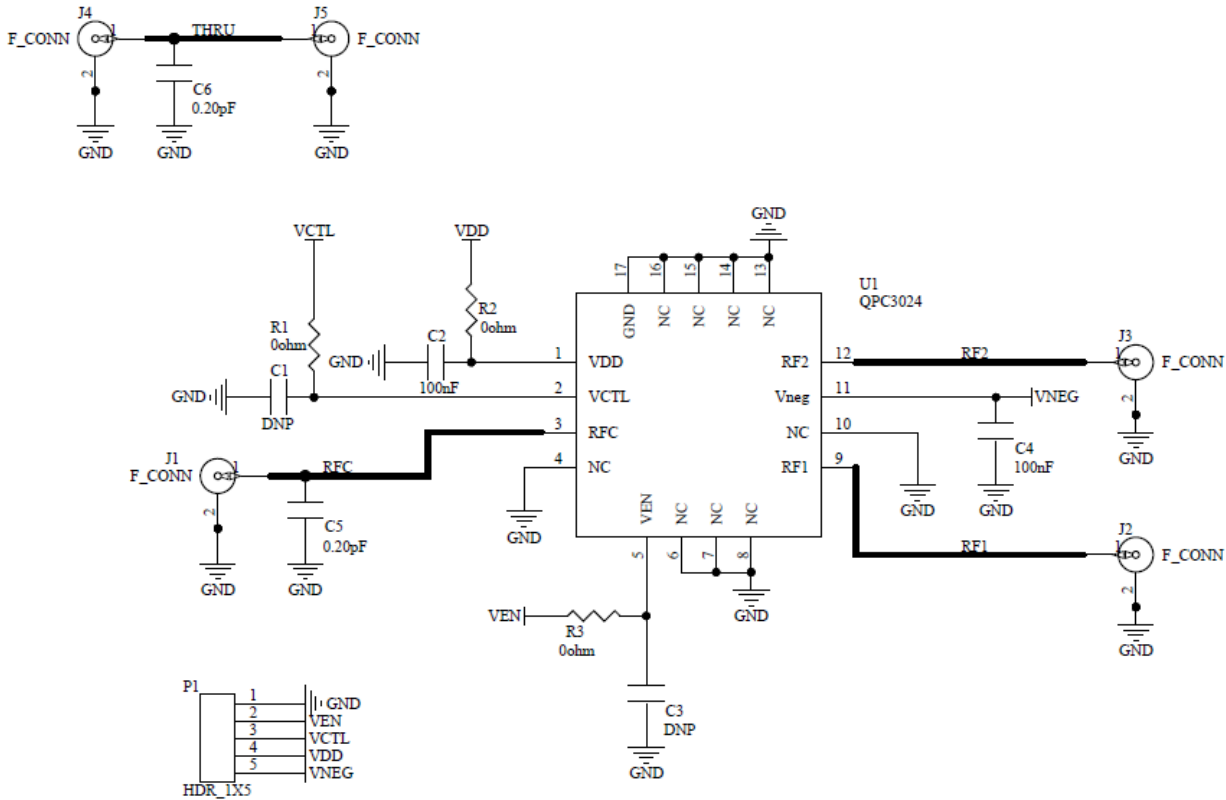 J4
J5
F_CONN
1
THRU
1
F_CONN
2
2
C6
0.20pF
GND
GND
GND
GND
VCTL
VDD
17
16
15
14
13
U1
QPC3024
GND
NC
NC
NC
NC
R2
0ohm
R1
0ohm
C2
GND
100nF
1
VDD
RF2
12
RF2
J3
1
F_CONN
2
GND
C1
GND
DNP
2
VCTL
Vneg
11
VNEG
3
RFC
NC
10
C4
100nF
GND
GND
J1
F_CONN
1
RFC
4
NC
RF1
9
2
C5
0.20pF
GND
GND
GND
VEN
NC
NC
NC
5
6
7
8
RF1
J2
1
F_CONN
2
GND
GND
VEN
R3
0ohm
C3
DNP
GND
P1
1
GND
2
VEN
3
VCTL
4
VDD
5
VNEG
HDR_1X5